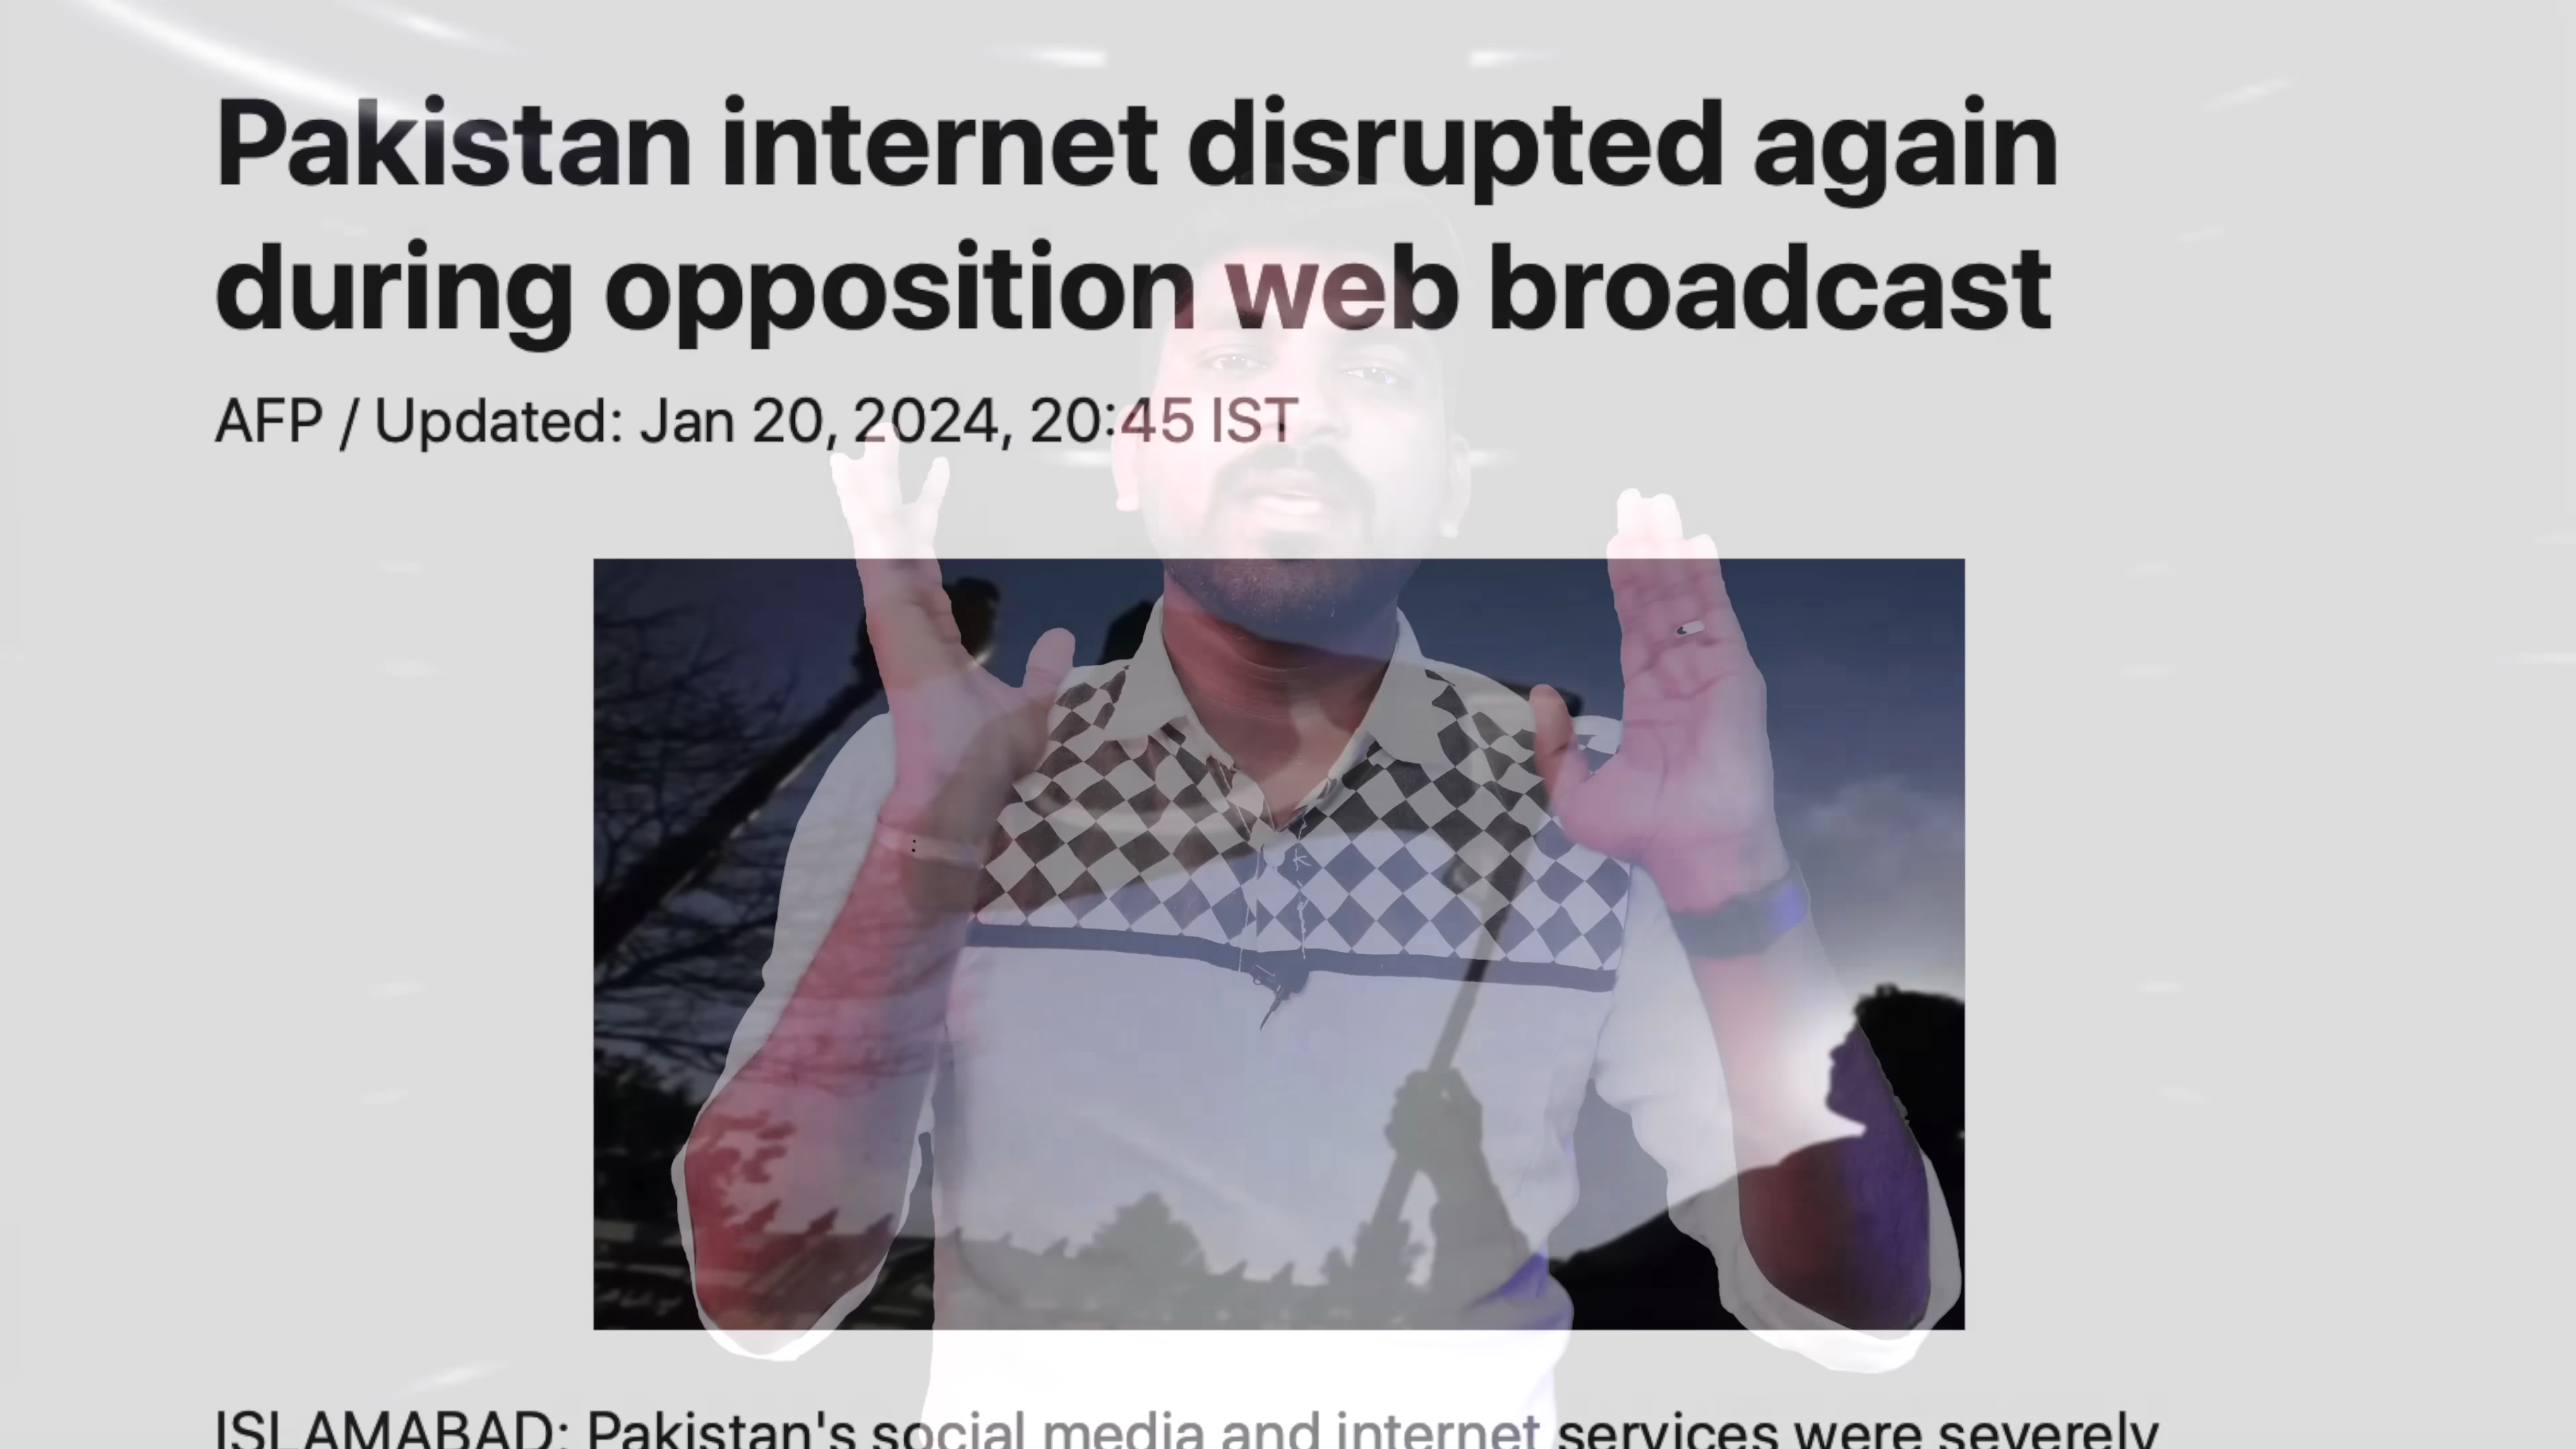 Pakistan internet disrupted again
during opposition web broadcast
AFP / Updated: Jan 20, 2024, 20:45 IST
ISLAMABAD: Pakistan's social media and internet services were severely